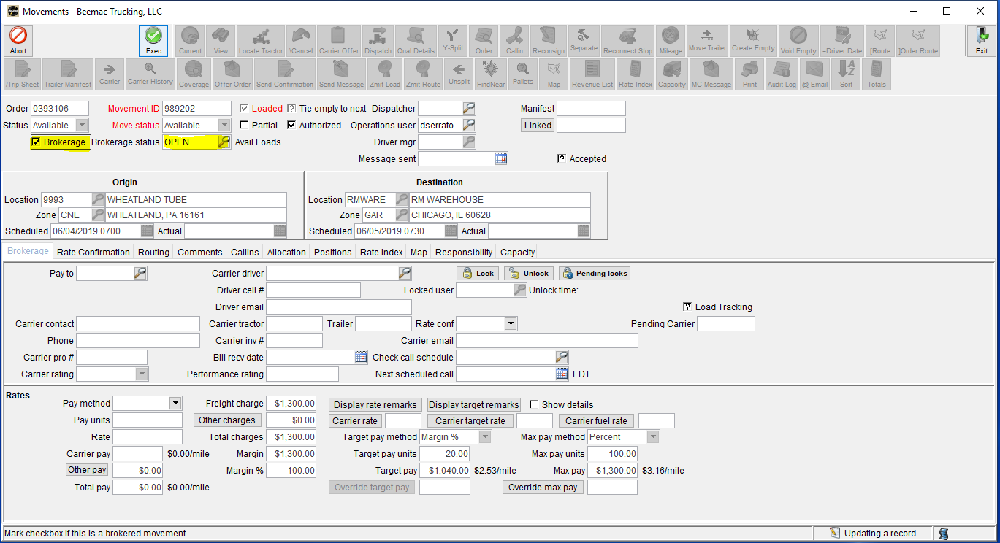 Movements - Beemac Trucking, LLC
Abort Exec Current View Locate Tractor \Cancel Carrier Offer Dispatch Qual Details Y-Split Order Callin Reconsign Separate Reconnect Stop Mileage Move Trailer Create Empty Void Empty =Driver Date [Route ]Order Route Exit
/Trip Sheet Trailer Manifest Carrier Carrier History Coverage Offer Order Send Confirmation Send Message Zmit Load Zmit Route Unsplit FindNear Pallets Map Revenue List Rate Index Capacity MC Message Print Audit Log @ Email Sort Totals
Order 0393106 Movement ID 989202 Loaded Tie empty to next Dispatcher Manifest
Status Available Move status Available Partial Authorized Operations user dserrato Linked
Brokerage Brokerage status OPEN Avail Loads Driver mgr
Message sent Accepted
Origin Destination
Location 9993 WHEATLAND TUBE Location RMWARE RM WAREHOUSE
Zone CNE WHEATLAND, PA 16161 Zone GAR CHICAGO, IL 60628
Scheduled 06/04/2019 0700 Actual Scheduled 06/05/2019 0730 Actual
Brokerage Rate Confirmation Routing Comments Callins Allocation Positions Rate Index Map Responsibility Capacity
Pay to Carrier driver Lock Unlock Pending locks
Driver cell # Locked user Unlock time:
Driver email Load Tracking
Carrier contact Carrier tractor Trailer Rate conf Pending Carrier
Phone Carrier inv # Carrier email
Carrier pro # Bill recv date Check call schedule
Carrier rating Performance rating Next scheduled call EDT
Rates
Pay method Freight charge $1,300.00 Display rate remarks Display target remarks Show details
Pay units Other charges $0.00 Carrier rate Carrier target rate Carrier fuel rate
Rate Total charges $1,300.00 Target pay method Margin % Max pay method Percent
Carrier pay $0.00/mile Margin $1,300.00 Target pay units 20.00 Max pay units 100.00
Other pay $0.00 Margin % 100.00 Target pay $1,040.00 $2.53/mile Max pay $1,300.00 $3.16/mile
Total pay $0.00 $0.00/mile Override target pay Override max pay
Mark checkbox if this is a brokered movement Updating a record